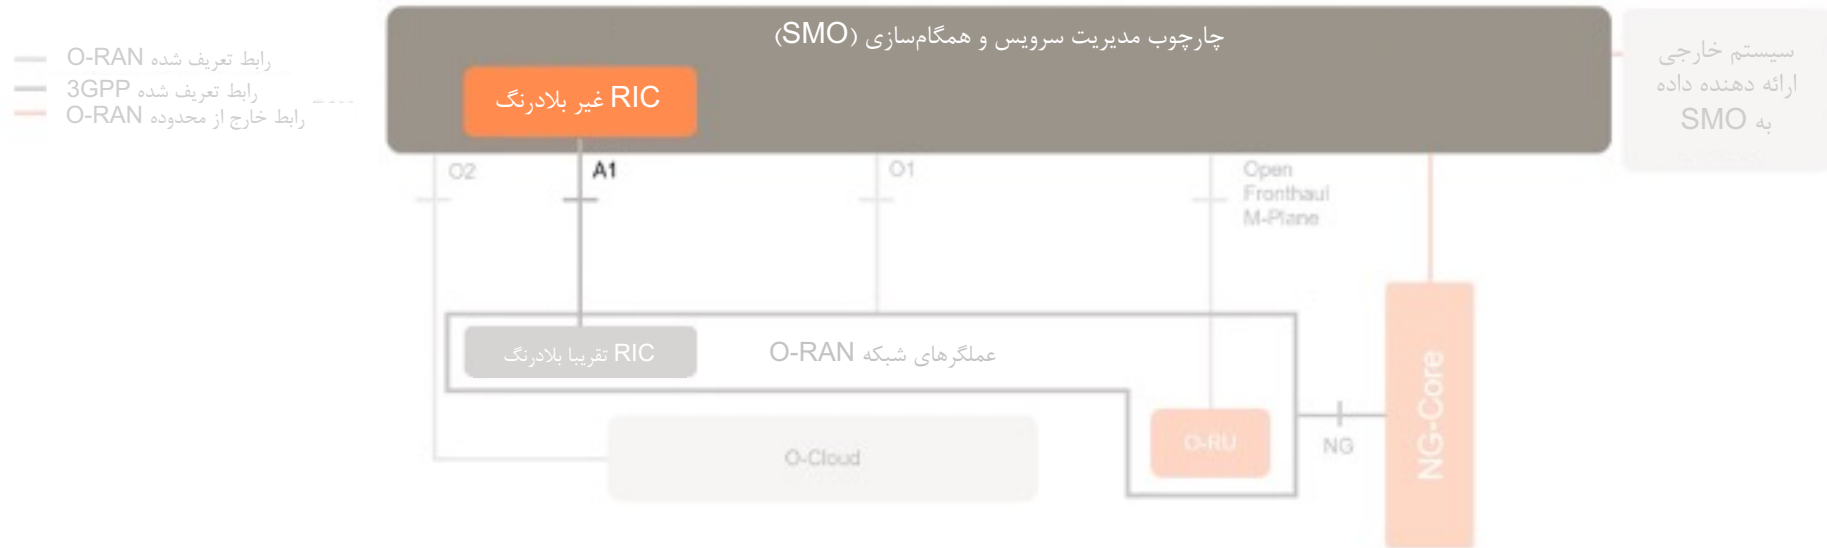 چارچوب مدیریت سرویس و همگام‌سازی (SMO)
RIC غیر بلادرنگ
سیستم خارجی
ارائه دهنده داده
به SMO
رابط تعریف شده O-RAN
رابط تعریف شده 3GPP
رابط خارج از محدوده O-RAN
O2
A1
O1
Open
Fronthaul
M-Plane
RIC تقریبا بلادرنگ
عملگرهای شبکه O-RAN
O-Cloud
O-RU
NG
NG-Core